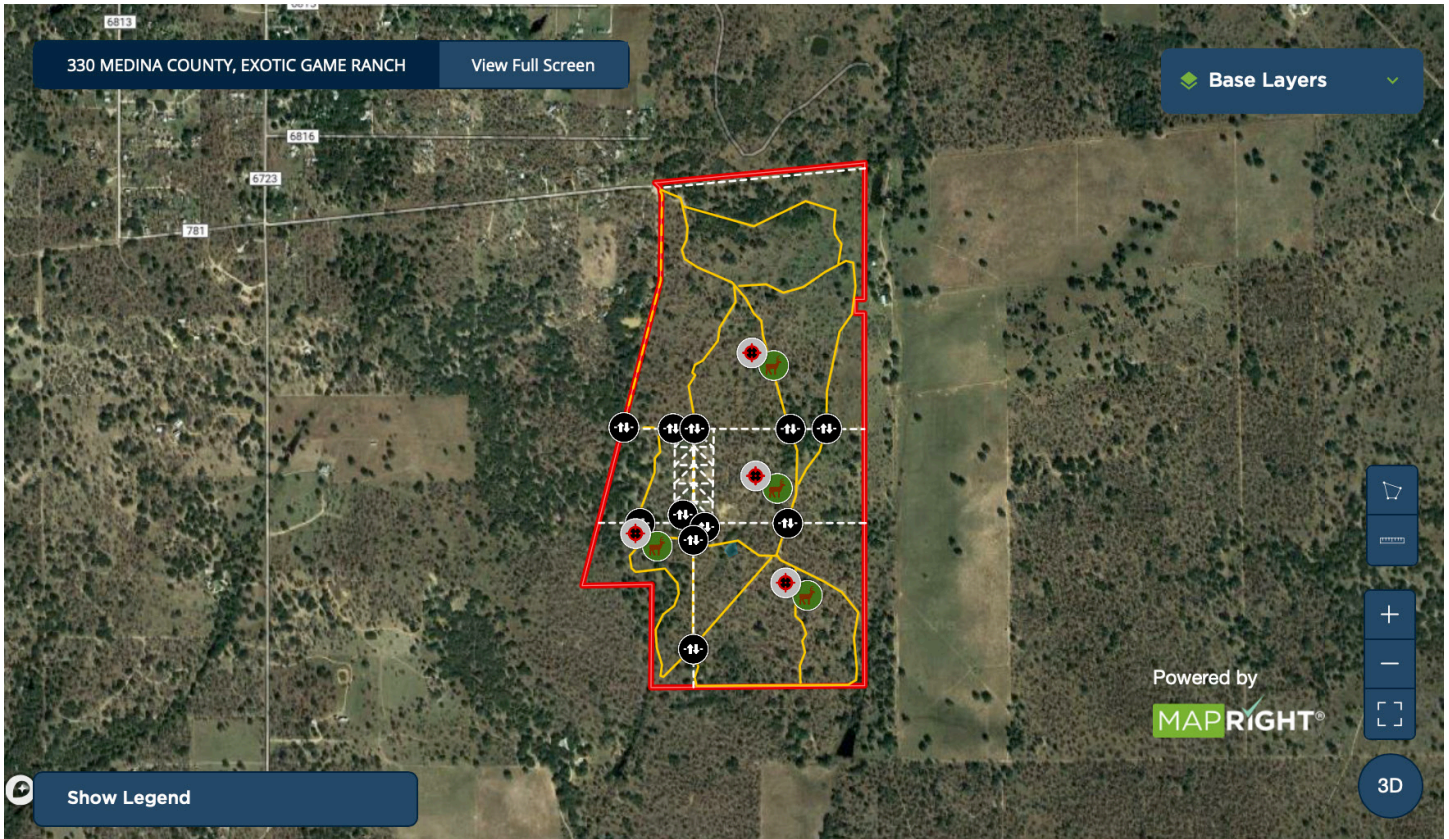 6813
6815
330 MEDINA COUNTY, EXOTIC GAME RANCH
View Full Screen
Base Layers
6816
6723
781
Powered by
MAPRIGHT®
Show Legend
3D